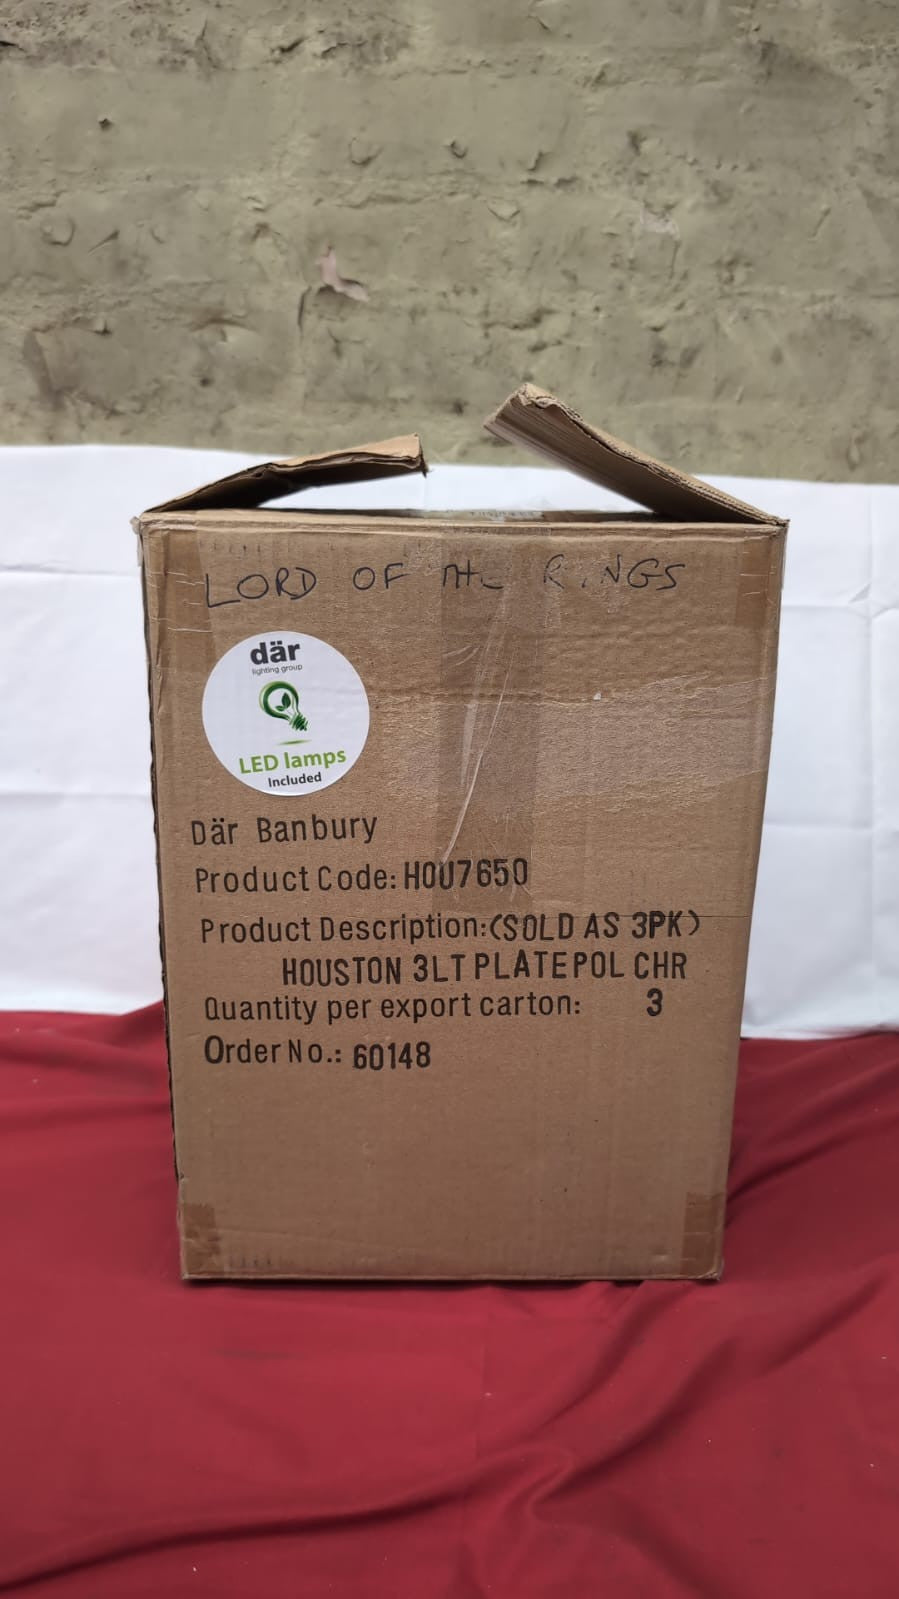 LORD OF THE RINGS
där
lighting group
LED lamps
Included
Där Banbury
Product Code: HOU7650
Product Description:(SOLD AS 3PK)
HOUSTON 3LT PLATE POL CHR
Quantity per export carton: 3
Order No.: 60148